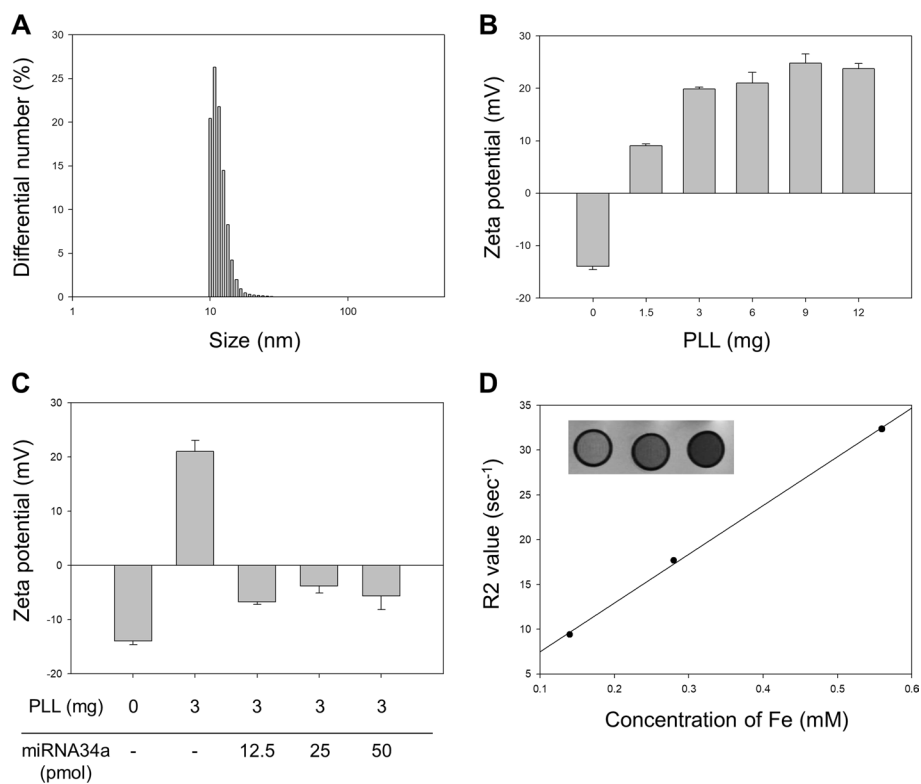 A
Differential number (%)
30
25
20
15
10
5
0
1
10
100
Size (nm)
B
Zeta potential (mV)
30
20
10
0
-10
-20
0
1.5
3
6
9
12
PLL (mg)
C
Zeta potential (mV)
30
20
10
0
-10
-20
PLL (mg) 0 3 3 3 3
miRNA34a - - 12.5 25 50
(pmol)
D
R2 value (sec⁻¹)
35
30
25
20
15
10
5
0.1
0.2
0.3
0.4
0.5
0.6
Concentration of Fe (mM)